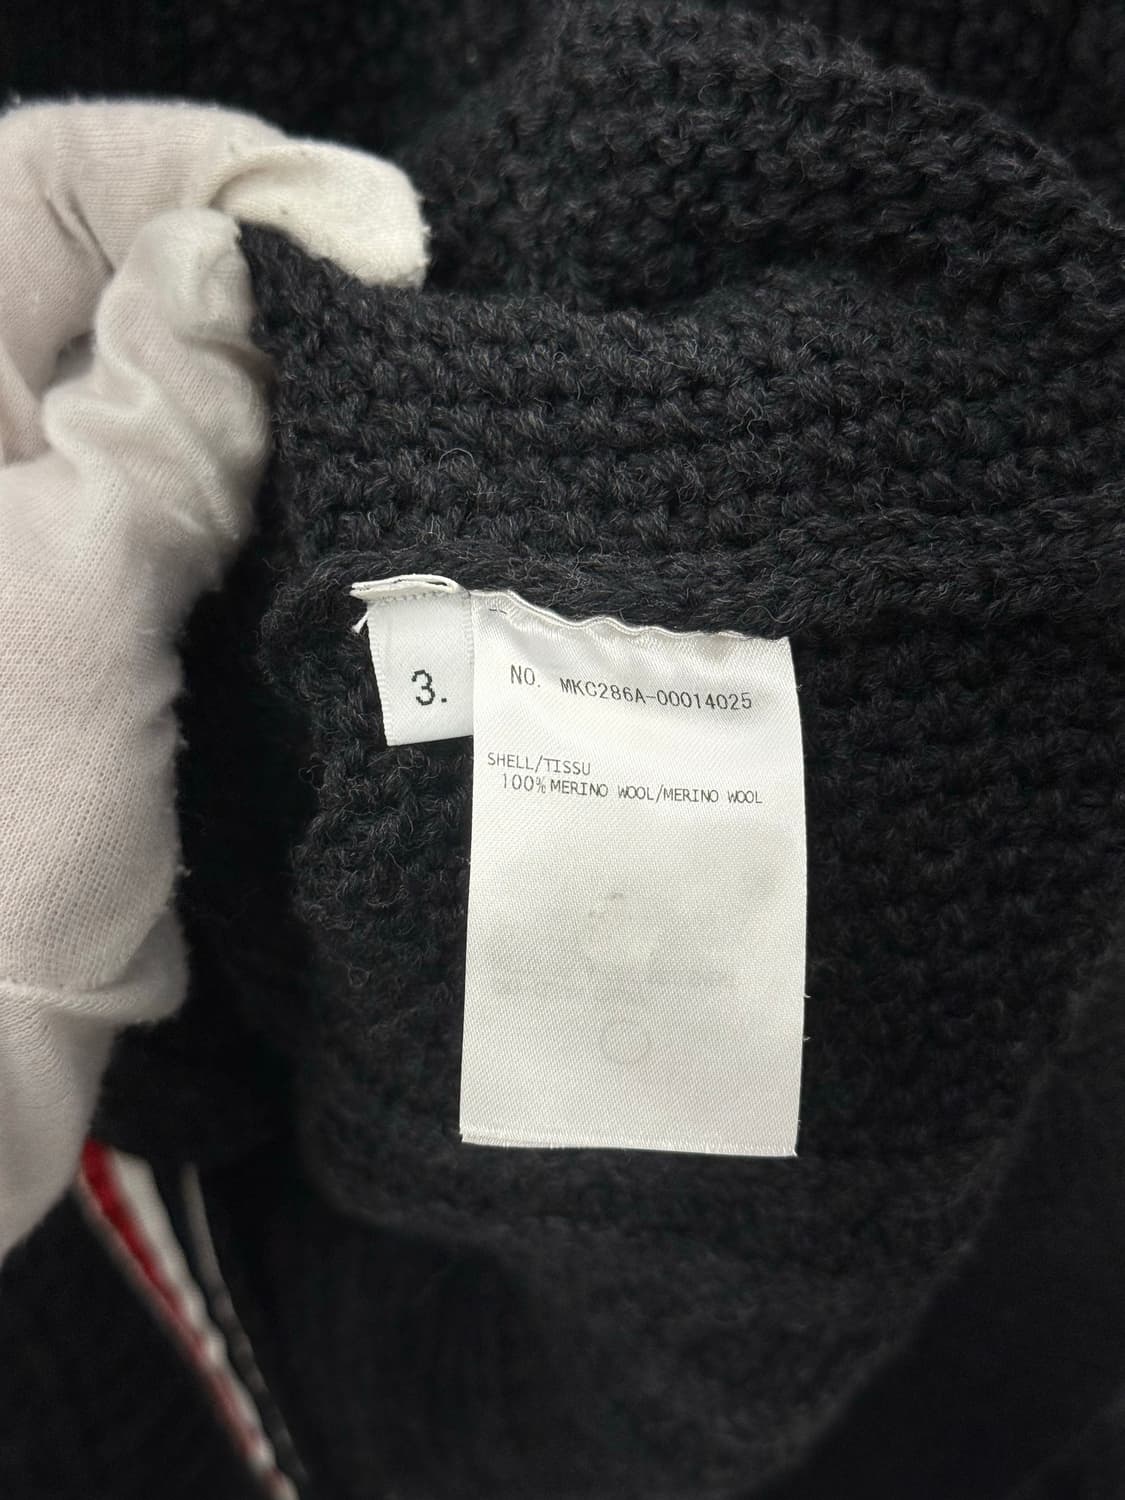 3.
NO. MKC286A-00014025
SHELL/TISSU
100% MERINO WOOL/MERINO WOOL